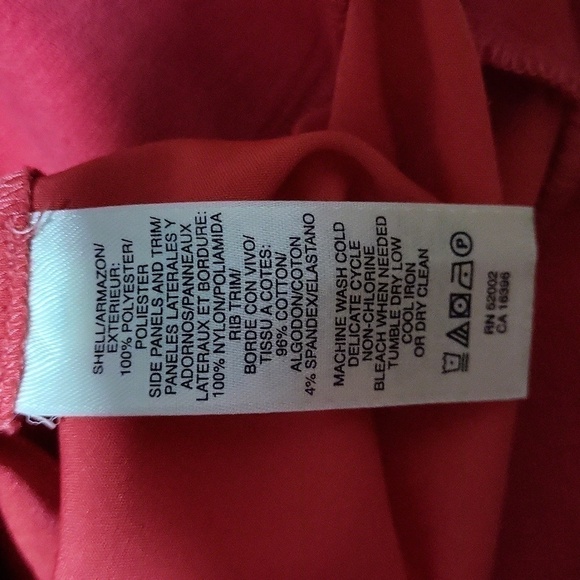 SHELL/ARMAZON/
EXTERIEUR:
100% POLYESTER/
POLIESTER
SIDE PANELS AND TRIM/
PANELES LATERALES Y
ADORNOS/PANNEAUX
LATERAUX ET BORDURE:
100% NYLON/POLIAMIDA
RIB TRIM/
BORDE CON VIVO/
TISSU A COTES:
96% COTTON/
ALGODON/COTON
4% SPANDEX/ELASTANO
MACHINE WASH COLD
DELICATE CYCLE
NON-CHLORINE
BLEACH WHEN NEEDED
TUMBLE DRY LOW
COOL IRON
OR DRY CLEAN
P
RN 52002
CA 16396